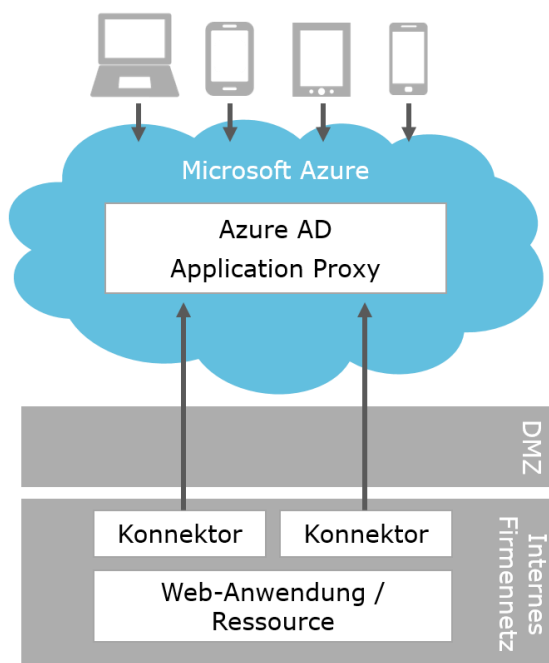 Microsoft Azure
Azure AD
Application Proxy
DMZ
Konnektor
Konnektor
Web-Anwendung /
Ressource
Internes
Firmennetz